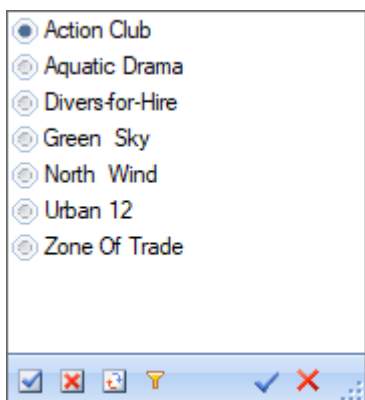 Action Club
Aquatic Drama
Divers-for-Hire
Green  Sky
North  Wind
Urban 12
Zone Of Trade